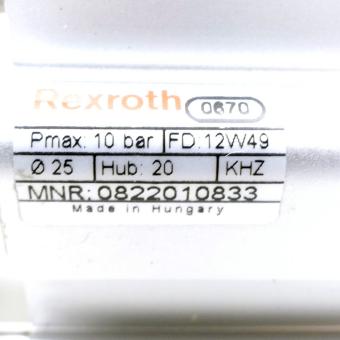 Rexroth 0670
Pmax: 10 bar FD: 12W49
Ø 25 Hub: 20 KHZ
MNR: 0822010833
Made in Hungary